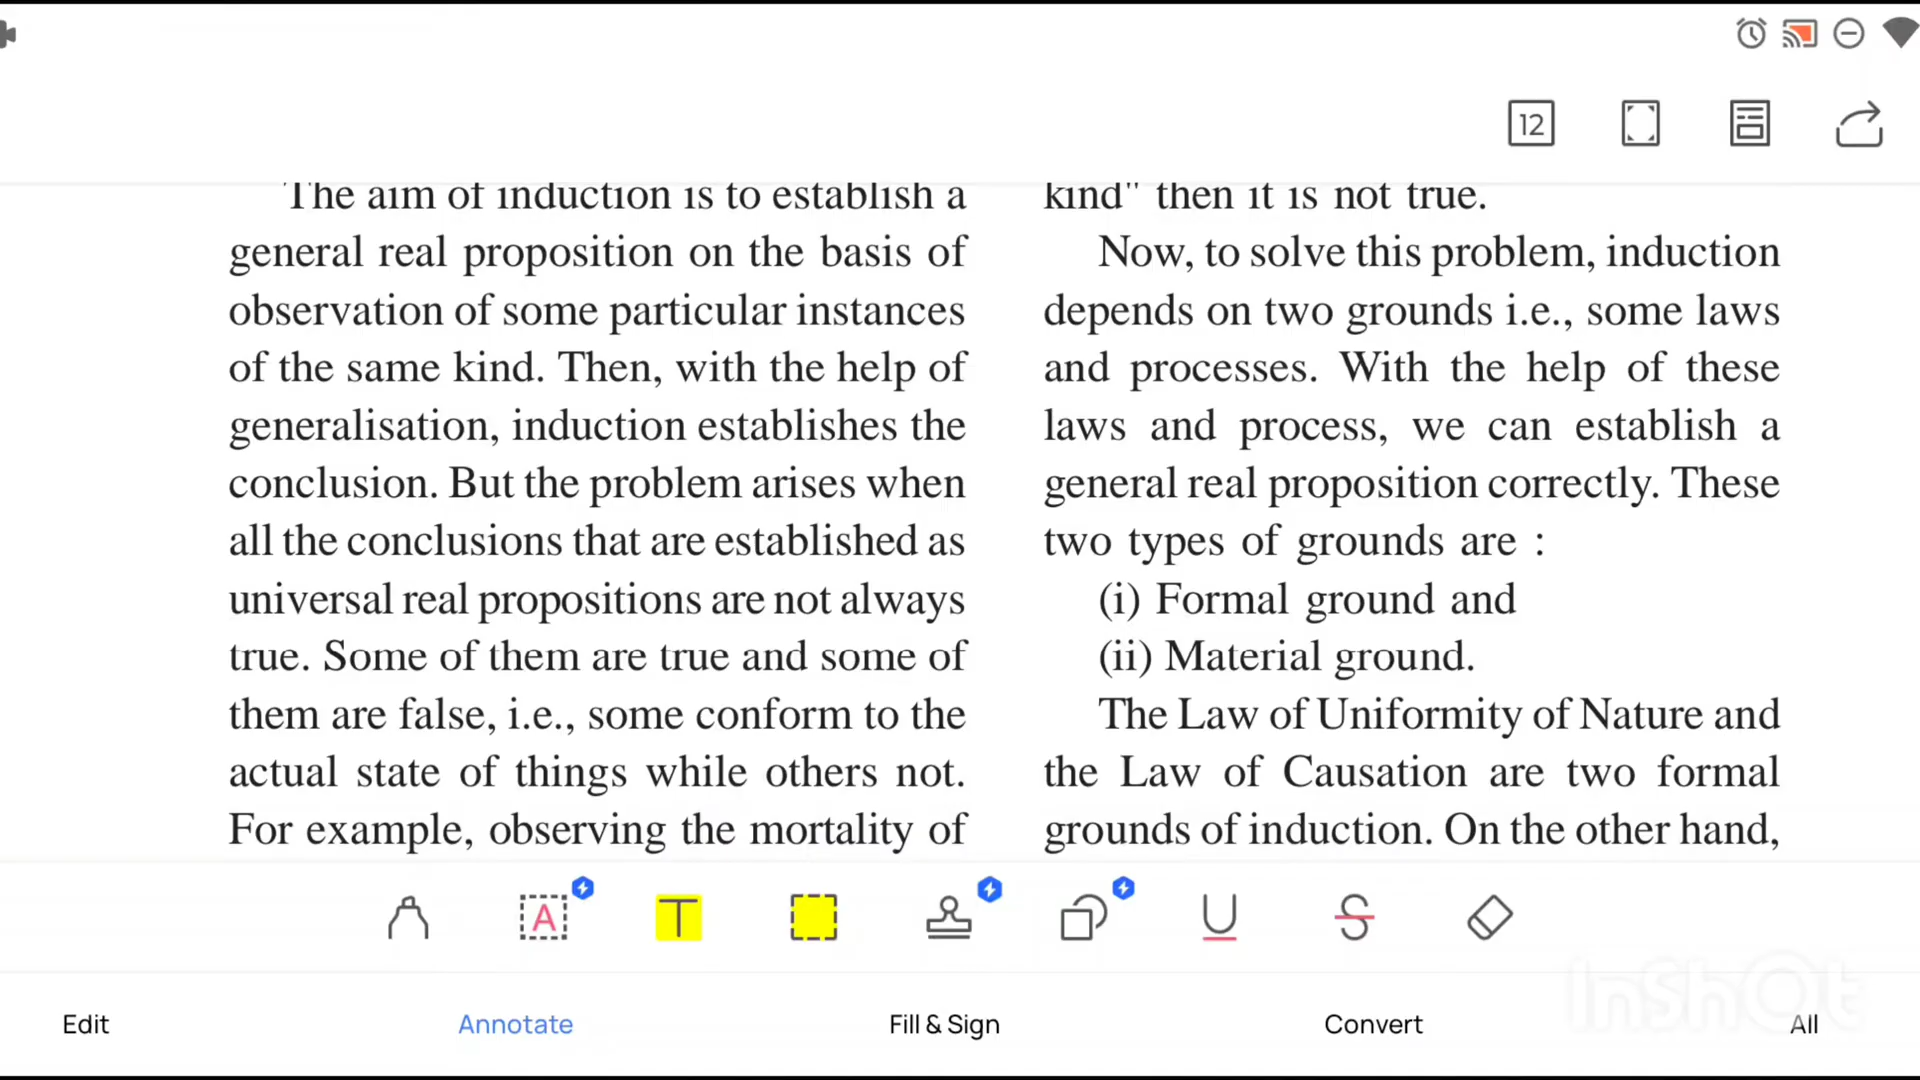 12
The aim of induction is to establish a
general real proposition on the basis of
observation of some particular instances
of the same kind. Then, with the help of
generalisation, induction establishes the
conclusion. But the problem arises when
all the conclusions that are established as
universal real propositions are not always
true. Some of them are true and some of
them are false, i.e., some conform to the
actual state of things while others not.
For example, observing the mortality of
kind" then it is not true.
Now, to solve this problem, induction
depends on two grounds i.e., some laws
and processes. With the help of these
laws and process, we can establish a
general real proposition correctly. These
two types of grounds are :
(i) Formal ground and
(ii) Material ground.
The Law of Uniformity of Nature and
the Law of Causation are two formal
grounds of induction. On the other hand,
A T U S
InShOt
Edit Annotate Fill & Sign Convert All